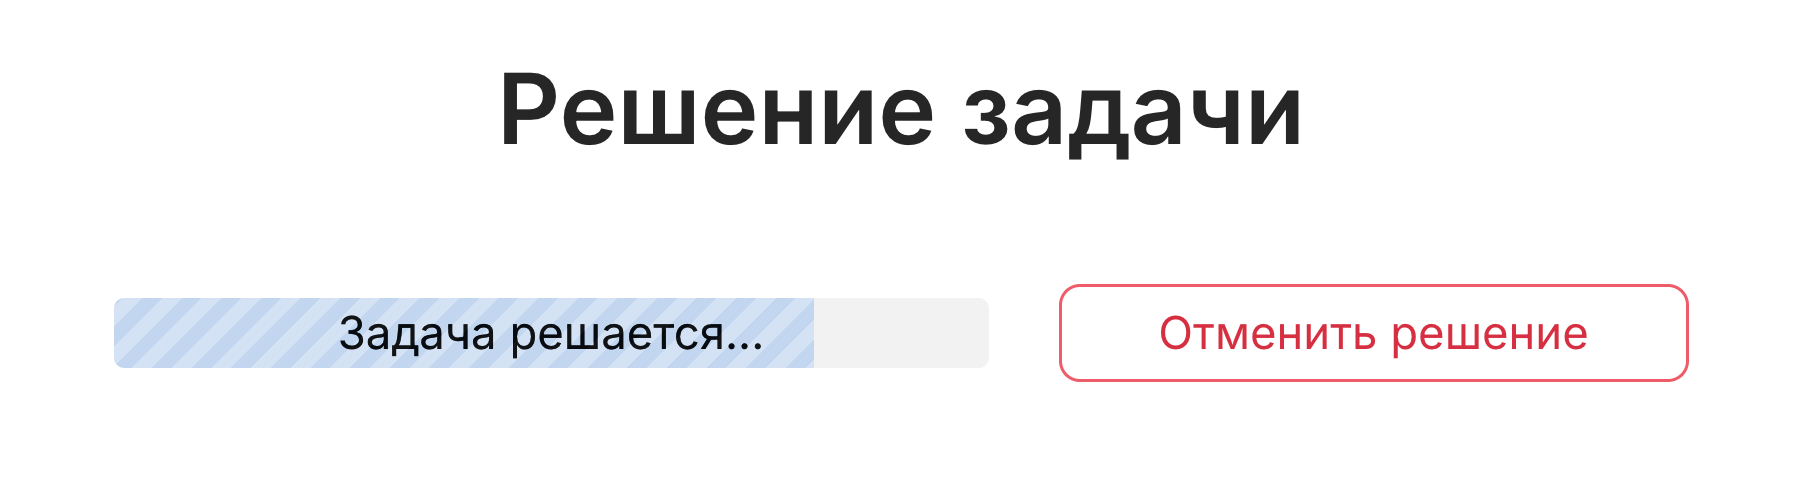 Решение задачи
Задача решается...
Отменить решение